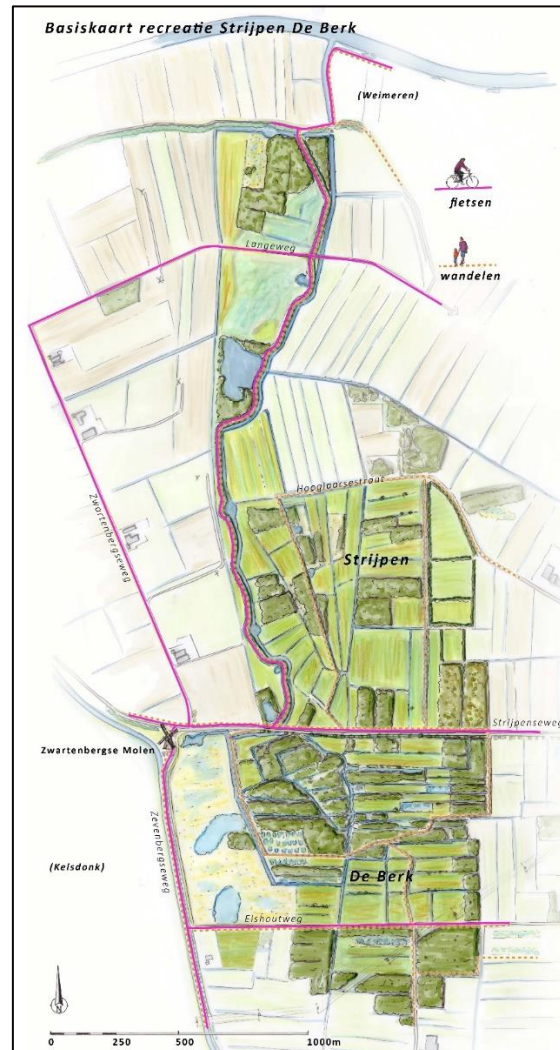 Basiskaart recreatie Strijpen De Berk
(Weimeren)
fietsen
wandelen
Langeweg
Zwartenbergseweg
Hooglaarsestraat
Strijpen
Strijpenseweg
Zwartenbergse Molen
Zevenbergseweg
(Kelsdonk)
De Berk
Elshoutweg
N
0 250 500 1000m